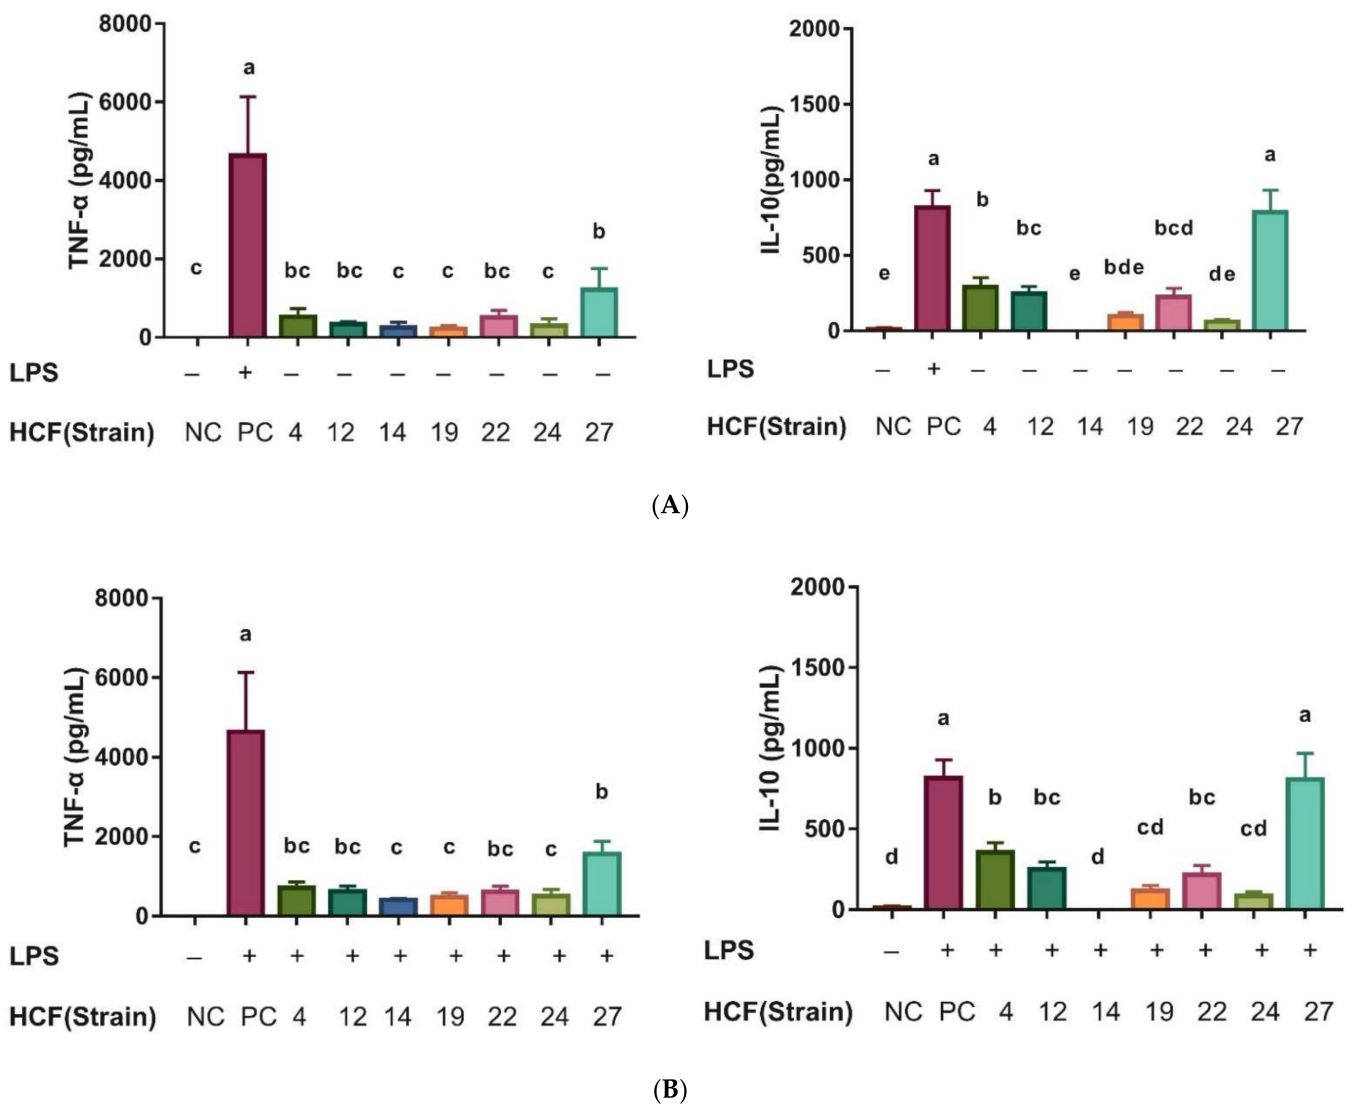 8000
6000
4000
2000
0
TNF-α (pg/mL)
c a bc bc c c bc c b
LPS – + – – – – – – –
HCF(Strain) NC PC 4 12 14 19 22 24 27
2000
1500
1000
500
0
IL-10(pg/mL)
e a b bc e bde bcd de a
LPS – + – – – – – – –
HCF(Strain) NC PC 4 12 14 19 22 24 27
(A)
8000
6000
4000
2000
0
TNF-α (pg/mL)
c a bc bc c c bc c b
LPS – + + + + + + + +
HCF(Strain) NC PC 4 12 14 19 22 24 27
2000
1500
1000
500
0
IL-10 (pg/mL)
d a b bc d cd bc cd a
LPS – + + + + + + + +
HCF(Strain) NC PC 4 12 14 19 22 24 27
(B)